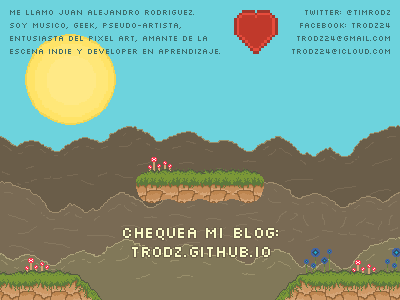 ME LLAMO JUAN ALEJANDRO RODRIGUEZ.
SOY MUSICO, GEEK, PSEUDO-ARTISTA,
ENTUSIASTA DEL PIXEL ART, AMANTE DE LA
ESCENA INDIE Y DEVELOPER EN APRENDIZAJE.
TWITTER: @TIMRODZ
FACEBOOK: TRODZ24
TRODZ24@GMAIL.COM
TRODZ24@ICLOUD.COM
CHEQUEA MI BLOG:
TRODZ.GITHUB.IO